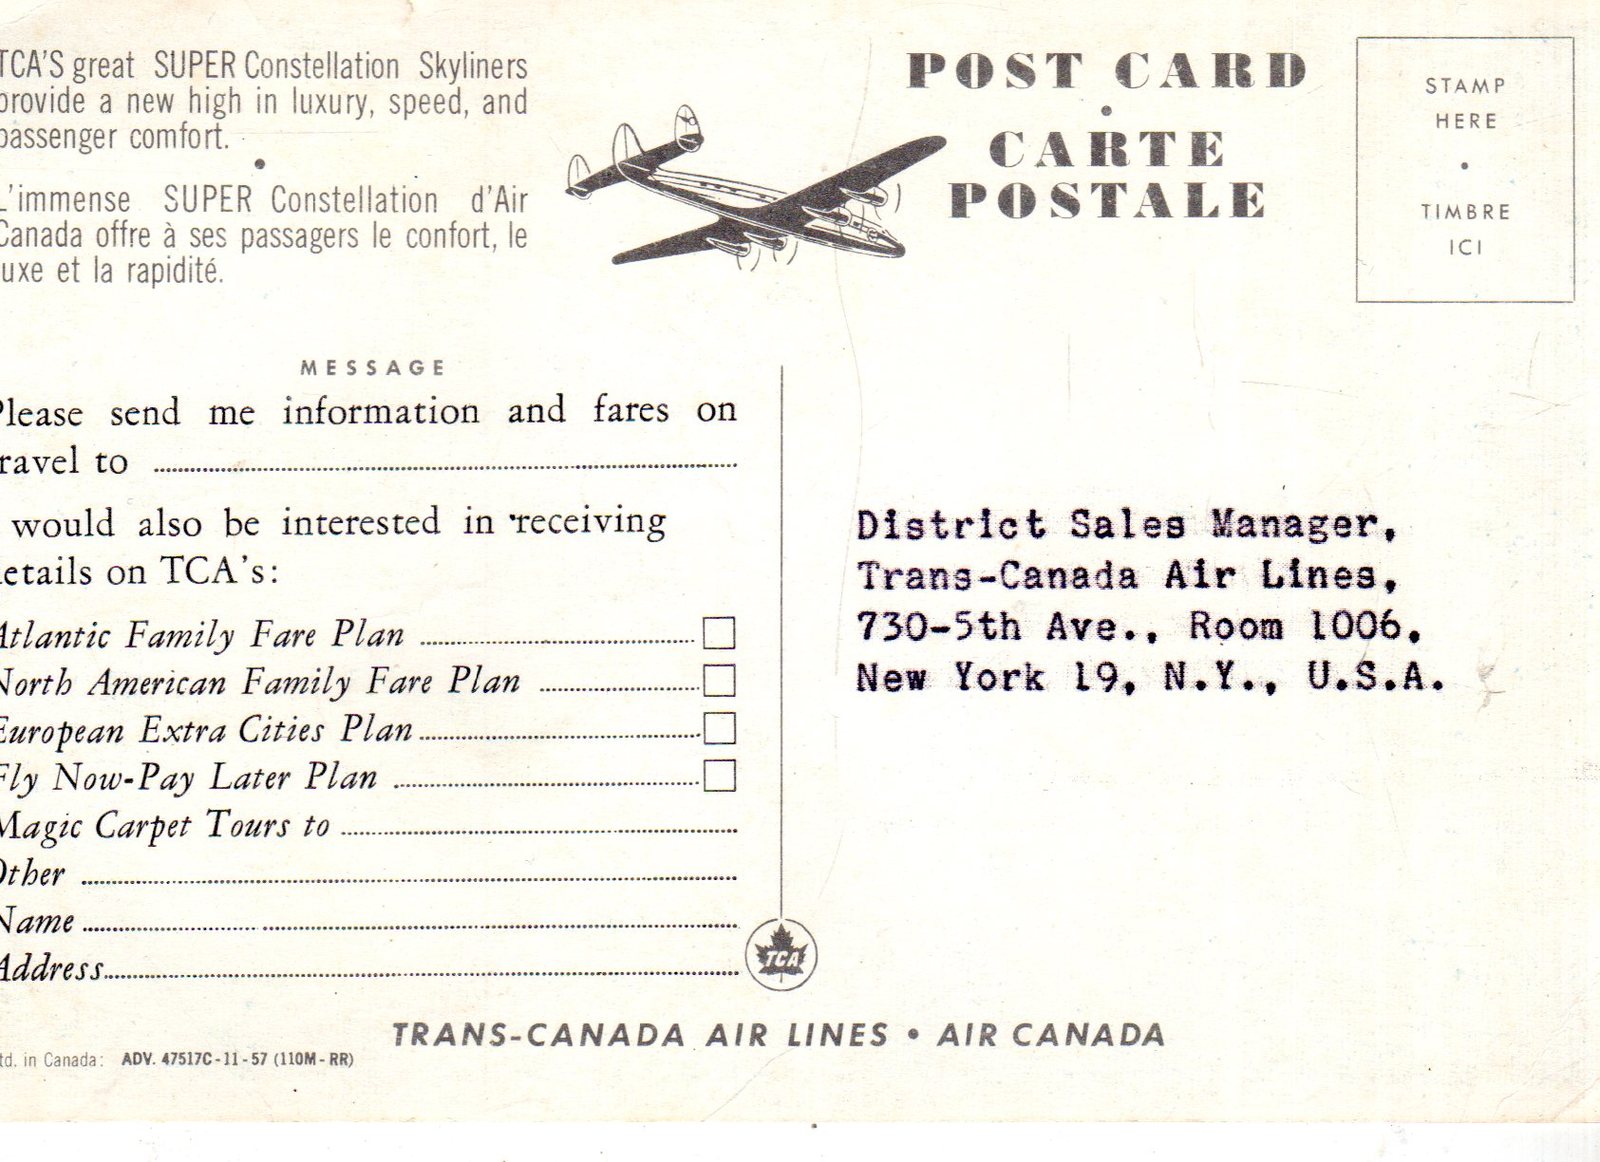 TCA'S great SUPER Constellation Skyliners
provide a new high in luxury, speed, and
passenger comfort.
•
L'immense SUPER Constellation d'Air
Canada offre à ses passagers le confort, le
luxe et la rapidité.
POST CARD
•
CARTE
POSTALE
STAMP
HERE
•
TIMBRE
ICI
MESSAGE
Please send me information and fares on
travel to
would also be interested in receiving
details on TCA's:
Atlantic Family Fare Plan
North American Family Fare Plan
European Extra Cities Plan
Fly Now-Pay Later Plan
Magic Carpet Tours to
Other
Name
Address
District Sales Manager,
Trans-Canada Air Lines,
730-5th Ave., Room 1006,
New York 19, N.Y., U.S.A.
TCA
TRANS-CANADA AIR LINES • AIR CANADA
td. in Canada: ADV. 47517C-11-57 (110M-RR)